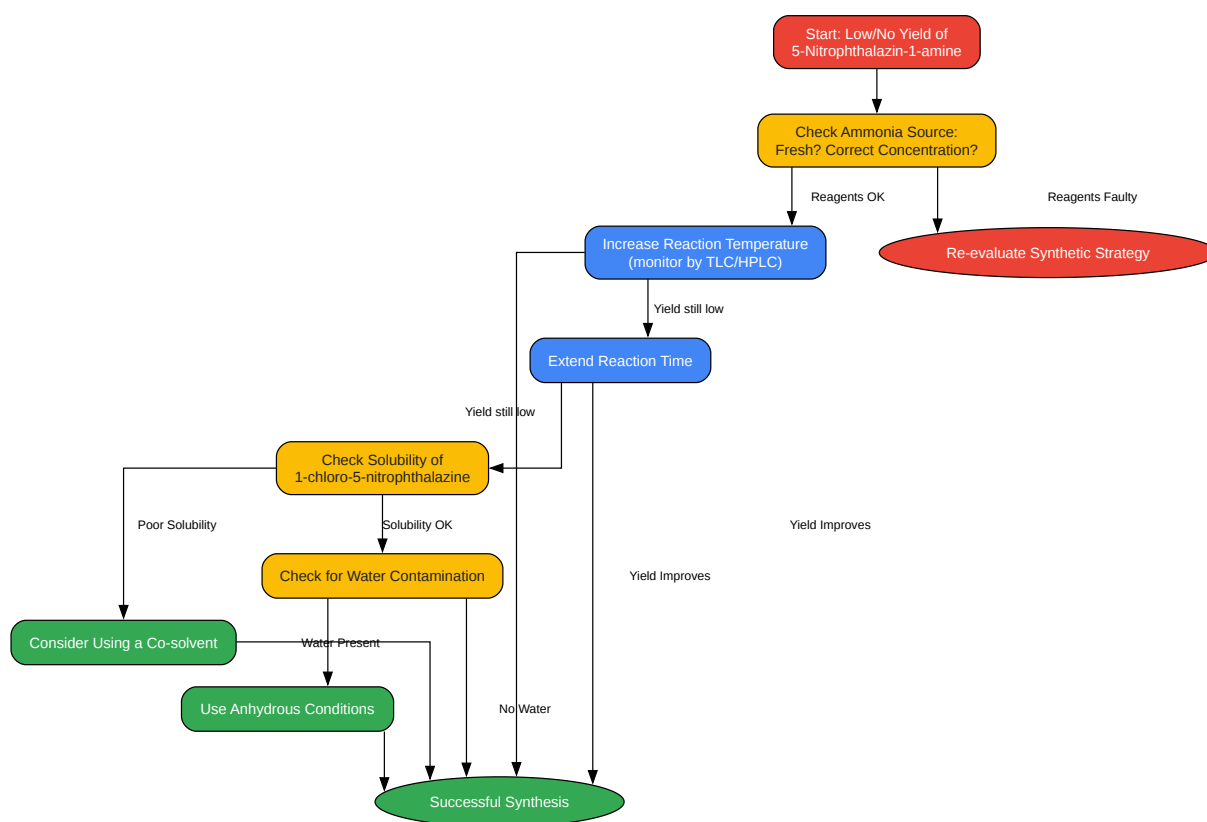 Start: Low/No Yield of
5-Nitrophthalazin-1-amine
Check Ammonia Source:
Fresh? Correct Concentration?
Reagents OK
Reagents Faulty
Increase Reaction Temperature
(monitor by TLC/HPLC)
Re-evaluate Synthetic Strategy
Yield still low
Extend Reaction Time
Yield still low
Check Solubility of
1-chloro-5-nitrophthalazine
Poor Solubility
Solubility OK
Yield Improves
Check for Water Contamination
Yield Improves
Consider Using a Co-solvent
Water Present
Use Anhydrous Conditions
No Water
Successful Synthesis